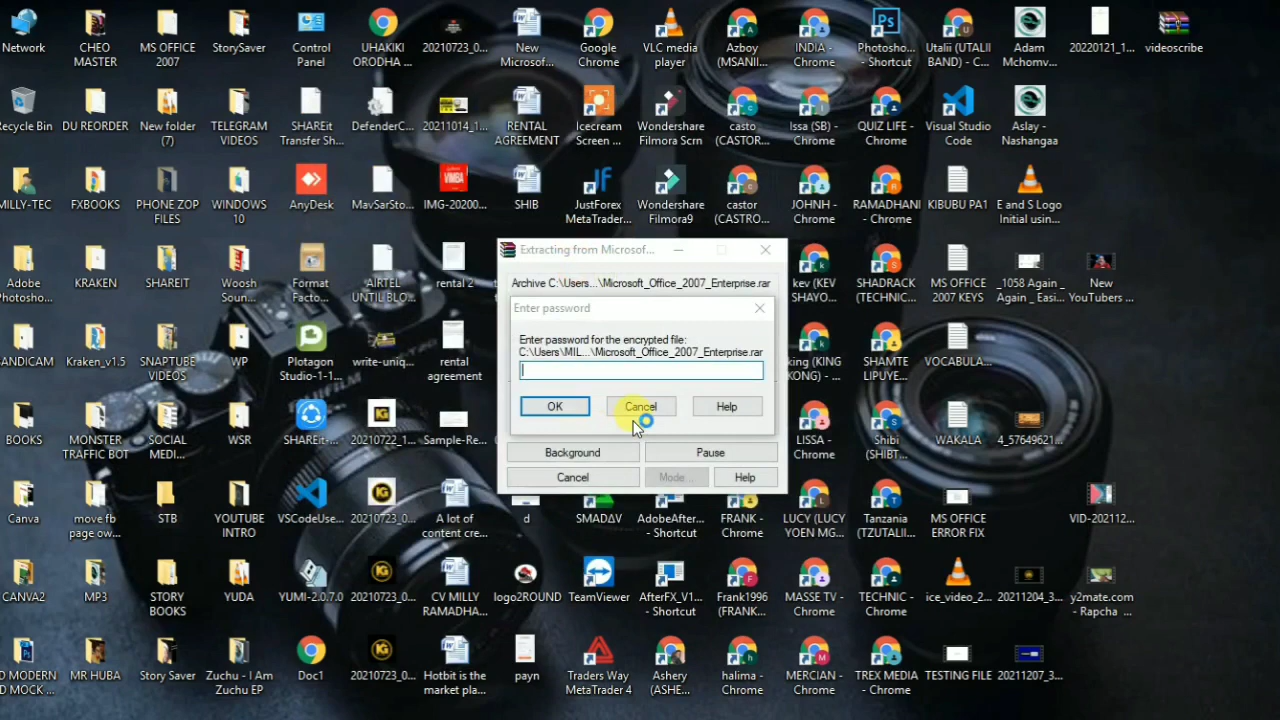 Network
CHEO
MASTER
MS OFFICE
2007
StorySaver
Control
Panel
UHAKIKI
ORODHA ...
20210723_0...
New
Microsof...
Google
Chrome
VLC media
player
Azboy
(MSANII...
INDIA -
Chrome
Photosho...
- Shortcut
Utalii (UTALII
BAND) - C...
Adam
Mchomv...
20220121_1...
videoscribe
Recycle Bin
DU REORDER
New folder
(7)
TELEGRAM
VIDEOS
SHAREit
Transfer Sh...
DefenderC...
20211014_1...
RENTAL
AGREEMENT
Icecream
Screen ...
Wondershare
Filmora Scrn
casto
(CASTOR...
Issa (SB) -
Chrome
QUIZ LIFE -
Chrome
Visual Studio
Code
Aslay -
Nashangaa
MILLY-TEC
FXBOOKS
PHONE ZOP
FILES
WINDOWS
10
AnyDesk
MavSarSto...
IMG-20200...
SHIB
JustForex
MetaTrader...
Wondershare
Filmora9
castor
(CASTRO...
JOHNH -
Chrome
RAMADHANI
- Chrome
KIBUBU PA1
E and S Logo
Initial usin...
Adobe
Photosho...
KRAKEN
SHAREIT
Woosh
Soun...
Format
Facto...
AIRTEL
UNTIL BLO...
rental 2
kev (KEV
SHAYO...
SHADRACK
(TECHNIC...
MS OFFICE
2007 KEYS
_1058 Again
Again _ Easi...
New
YouTubers ...
Extracting from Microsof...
Archive C:\Users...\Microsoft_Office_2007_Enterprise.rar
Enter password
Enter password for the encrypted file:
C:\Users\MIL...\Microsoft_Office_2007_Enterprise.rar
OK
Cancel
Help
Background
Pause
Cancel
Mode...
Help
BANDICAM
Kraken_v1.5
SNAPTUBE
VIDEOS
WP
Plotagon
Studio-1-1...
write-uniq...
rental
agreement
king (KING
KONG) - ...
SHAMTE
LIPUYE...
VOCABULA...
BOOKS
MONSTER
TRAFFIC BOT
SOCIAL
MEDI...
WSR
SHAREit-...
20210722_1...
Sample-Re...
LISSA -
Chrome
Shibi
(SHIBT...
WAKALA
4_57649621...
Canva
move.fb
page ow...
STB
YOUTUBE
INTRO
VSCodeUse...
20210723_0...
A lot of
content cre...
d
SMADΔV
AdobeAfter...
- Shortcut
FRANK -
Chrome
LUCY (LUCY
YOEN MG...
Tanzania
(TZUTALII...
MS OFFICE
ERROR FIX
VID-202112...
CANVA2
MP3
STORY
BOOKS
YUDA
YUMI-2.0.7.0
20210723_0...
CV MILLY
RAMADHA...
logo2ROUND
TeamViewer
AfterFX_V1...
- Shortcut
Frank1996
(FRANK...
MASSE TV -
Chrome
TECHNIC -
Chrome
ice_video_2...
20211204_3...
y2mate.com
- Rapcha ...
D MODERN
D MOCK ...
MR HUBA
Story Saver
Zuchu - I Am
Zuchu EP
Doc1
20210723_0...
Hotbit is the
market pla...
payn
Traders Way
MetaTrader 4
Ashery
(ASHE...
halima -
Chrome
MERCIAN -
Chrome
TREX MEDIA
- Chrome
TESTING FILE
20211207_3...